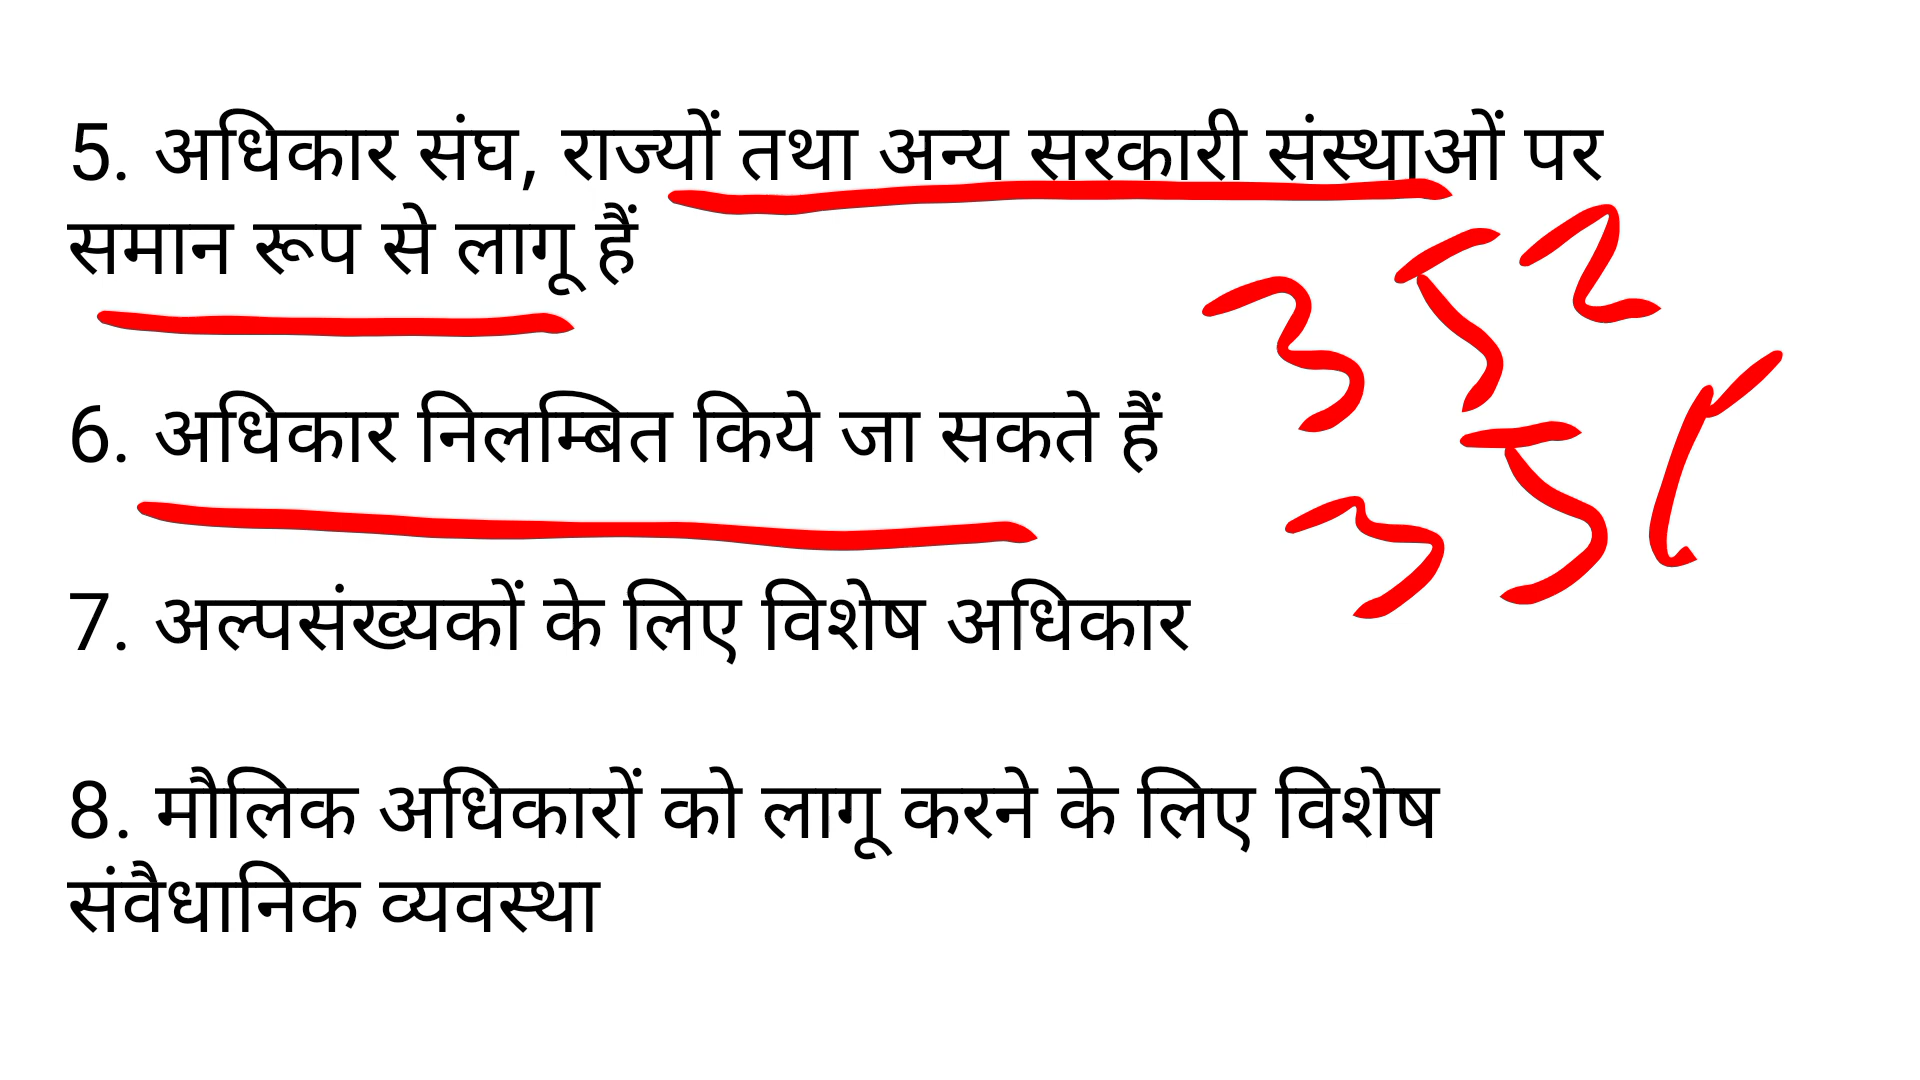 5. अधिकार संघ, राज्यों तथा अन्य सरकारी संस्थाओं पर
समान रूप से लागू हैं
352
6. अधिकार निलम्बित किये जा सकते हैं
7. अल्पसंख्यकों के लिए विशेष अधिकार
8. मौलिक अधिकारों को लागू करने के लिए विशेष
संवैधानिक व्यवस्था